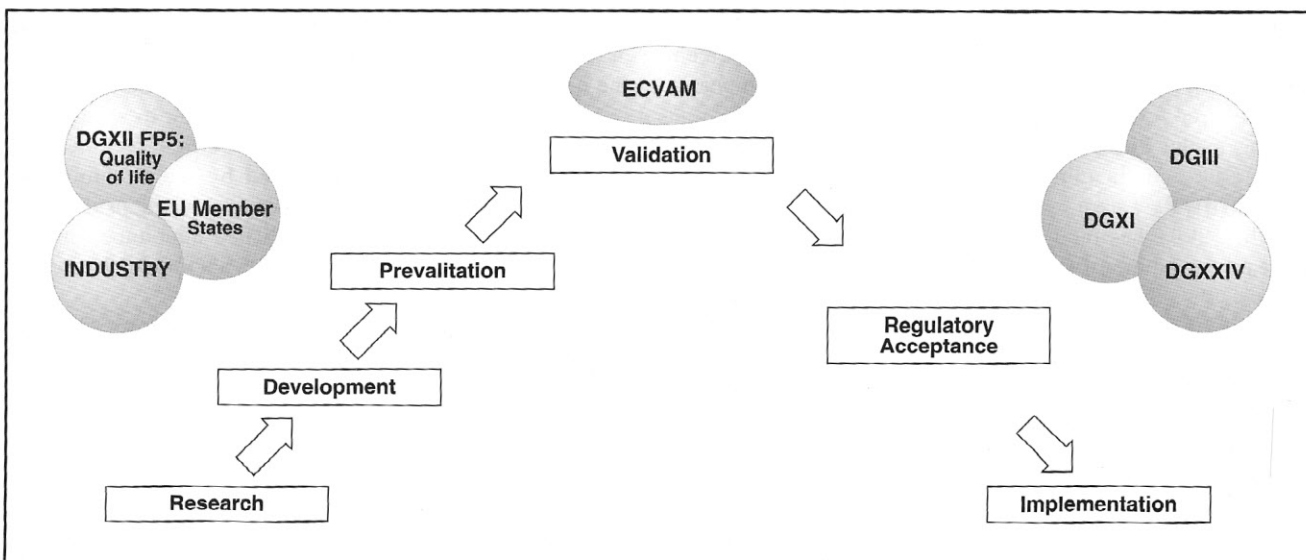 ECVAM
Validation
DGXII FP5:
Quality
of life
EU Member
States
INDUSTRY
DGIII
DGXI
DGXXIV
Prevalitation
Regulatory
Acceptance
Development
Research
Implementation